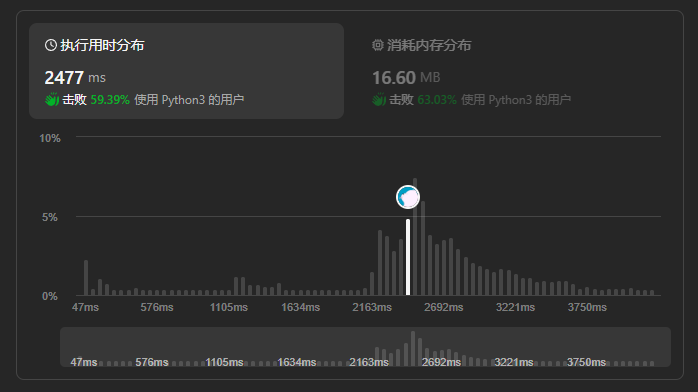 执行用时分布
消耗内存分布
2477 ms
16.60 MB
击败 59.39% 使用 Python3 的用户
击败 63.03% 使用 Python3 的用户
10%
5%
0%
47ms 576ms 1105ms 1634ms 2163ms 2692ms 3221ms 3750ms
47ms 576ms 1105ms 1634ms 2163ms 2692ms 3221ms 3750ms